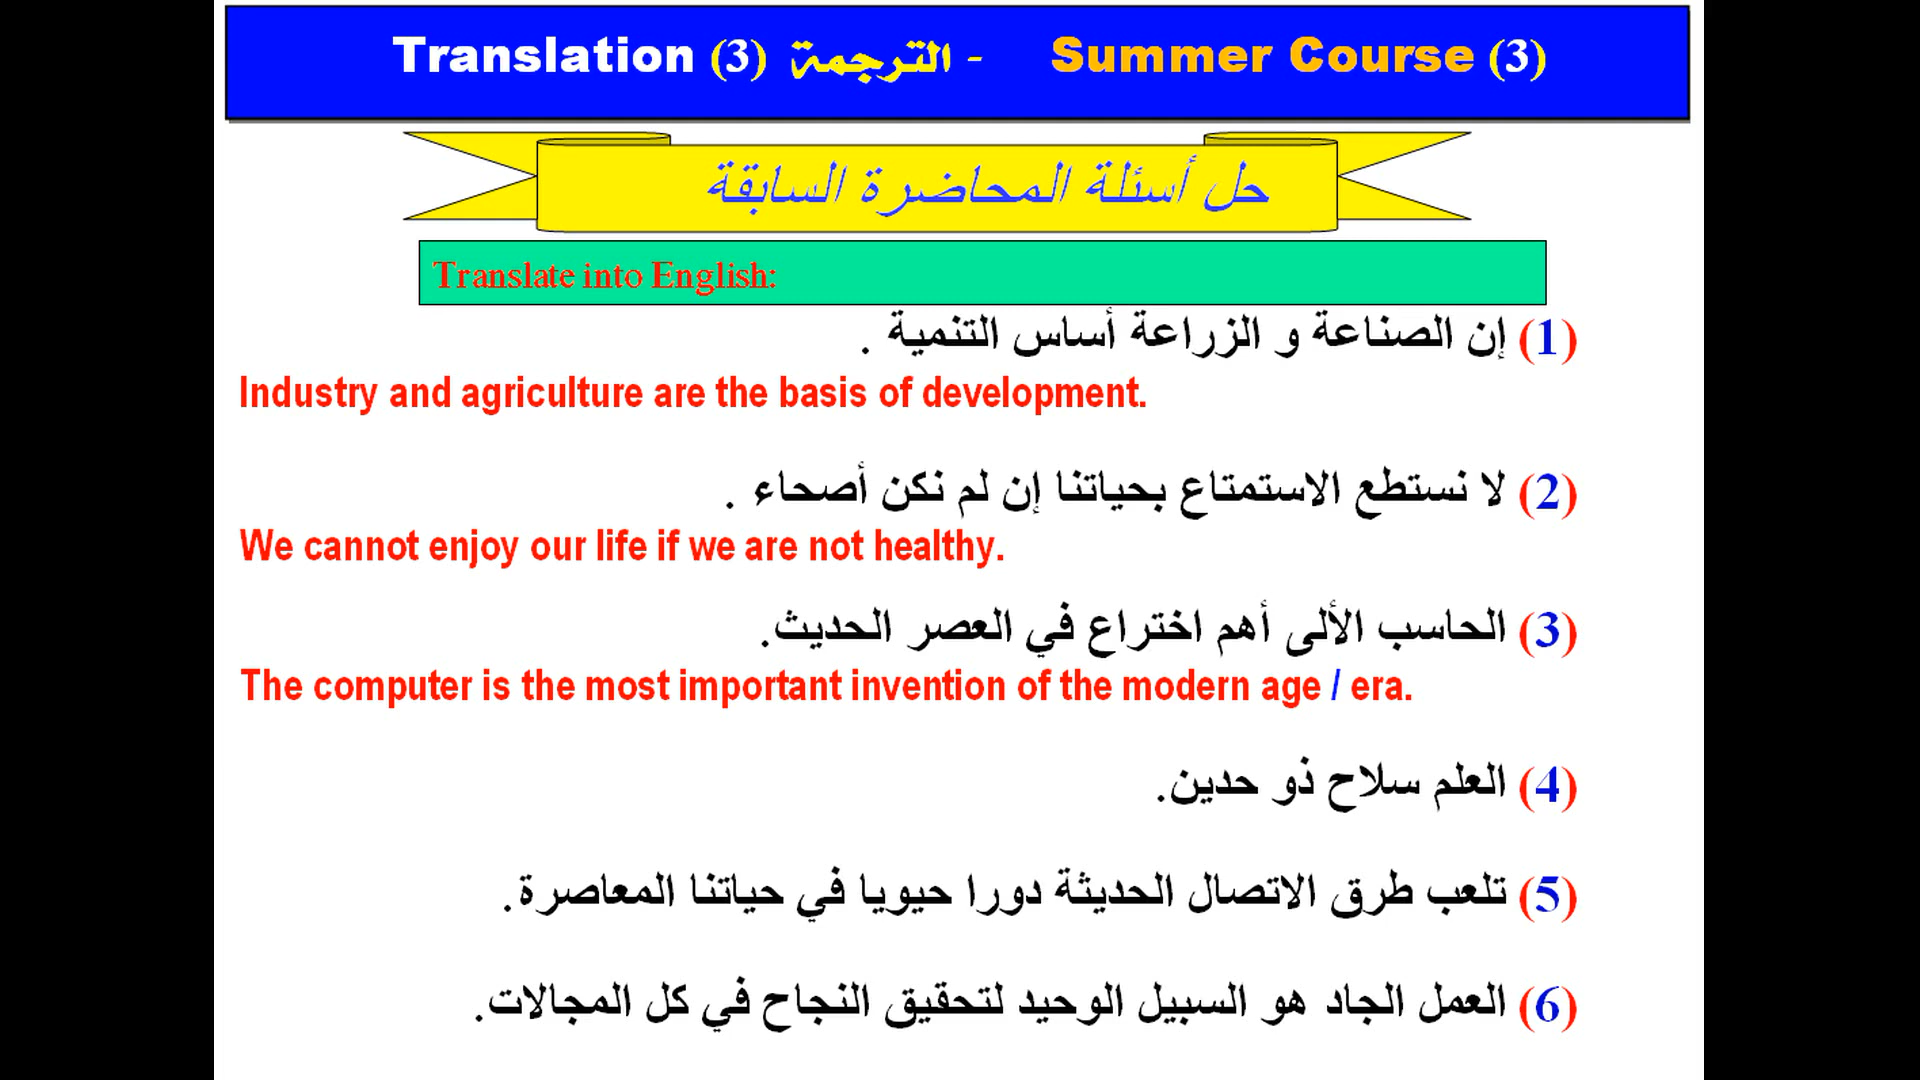 Translation (3) الترجمة - Summer Course (3)
حل أسئلة المحاضرة السابقة
Translate into English:
(1) إن الصناعة و الزراعة أساس التنمية .
Industry and agriculture are the basis of development.
(2) لا نستطع الاستمتاع بحياتنا إن لم نكن أصحاء .
We cannot enjoy our life if we are not healthy.
(3) الحاسب الألى أهم اختراع في العصر الحديث.
The computer is the most important invention of the modern age / era.
(4) العلم سلاح ذو حدين.
(5) تلعب طرق الاتصال الحديثة دورا حيويا في حياتنا المعاصرة.
(6) العمل الجاد هو السبيل الوحيد لتحقيق النجاح في كل المجالات.